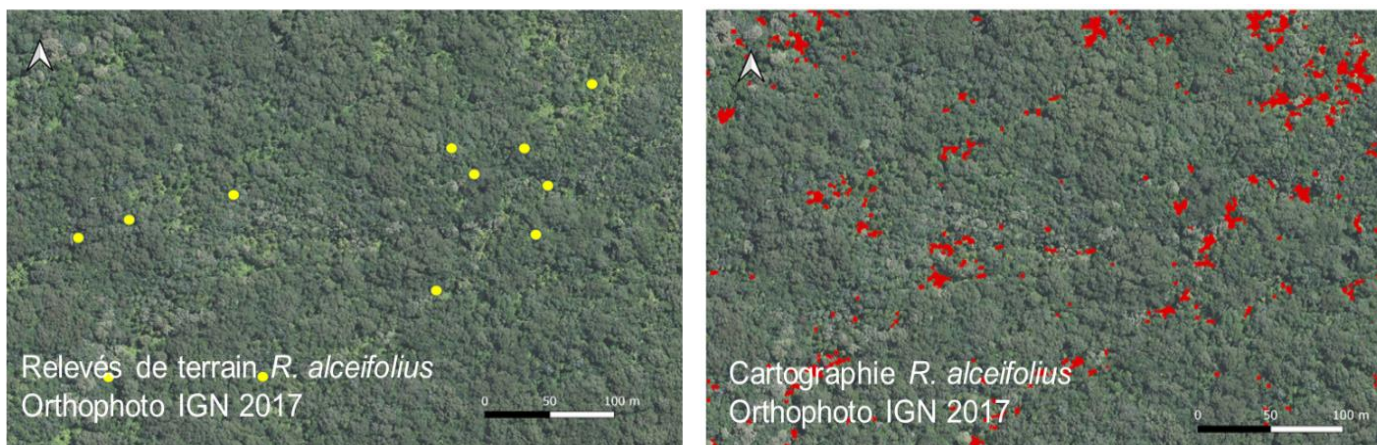 Relevés de terrain R. alceifolius
Orthophoto IGN 2017
0 50 100 m
Cartographie R. alceifolius
Orthophoto IGN 2017
0 50 100 m